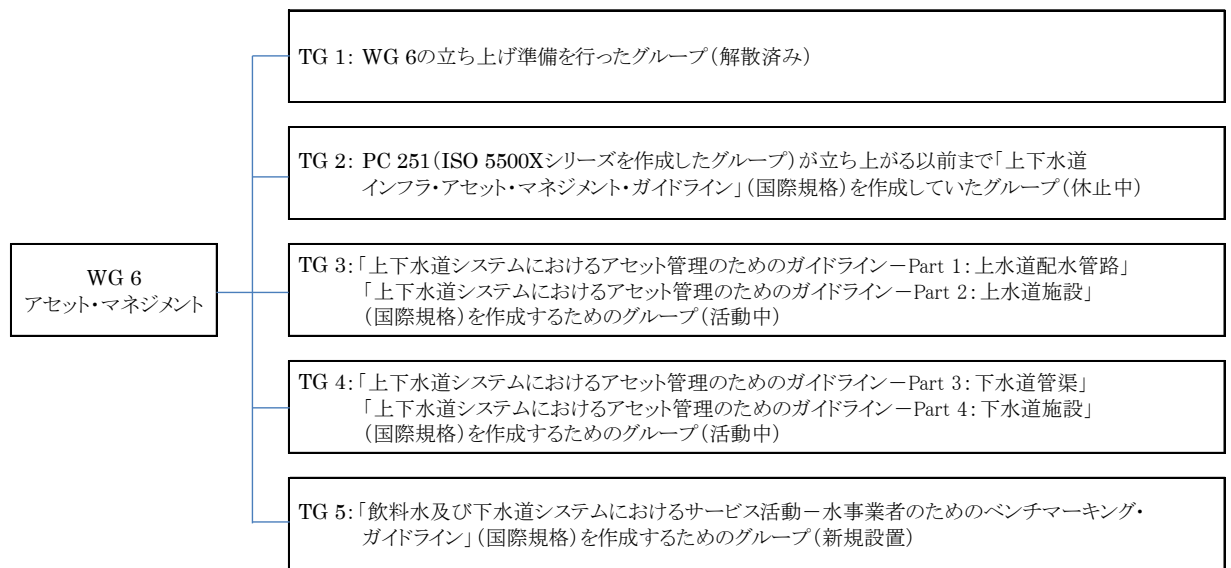 TG 1: WG 6の立ち上げ準備を行ったグループ(解散済み)
TG 2: PC 251(ISO 5500Xシリーズを作成したグループ)が立ち上がる以前まで「上下水道
インフラ・アセット・マネジメント・ガイドライン」(国際規格)を作成していたグループ(休止中)
WG 6
アセット・マネジメント
TG 3:「上下水道システムにおけるアセット管理のためのガイドライン－Part 1：上水道配水管路」
「上下水道システムにおけるアセット管理のためのガイドライン－Part 2：上水道施設」
(国際規格)を作成するためのグループ(活動中)
TG 4:「上下水道システムにおけるアセット管理のためのガイドライン－Part 3：下水道管渠」
「上下水道システムにおけるアセット管理のためのガイドライン－Part 4：下水道施設」
(国際規格)を作成するためのグループ(活動中)
TG 5:「飲料水及び下水道システムにおけるサービス活動－水事業者のためのベンチマーキング・
ガイドライン」(国際規格)を作成するためのグループ(新規設置)